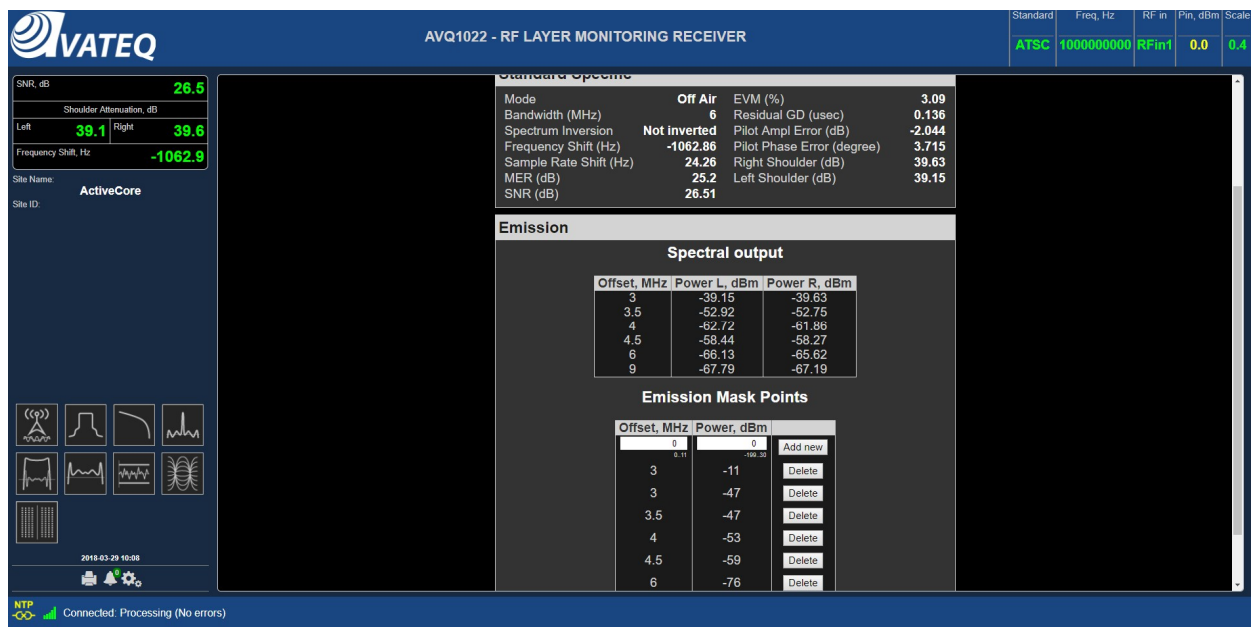 AVATEQ
AVQ1022 - RF LAYER MONITORING RECEIVER
Standard Freq, Hz RF in Pin, dBm Scale
ATSC 1000000000 RFin1 0.0 0.4
SNR, dB 26.5
Shoulder Attenuation, dB
Left 39.1 Right 39.6
Frequency Shift, Hz -1062.9
Site Name:
ActiveCore
Site ID:
2018-03-29 10:08
0
Standard Specific
Mode Off Air EVM (%) 3.09
Bandwidth (MHz) 6 Residual GD (usec) 0.136
Spectrum Inversion Not inverted Pilot Ampl Error (dB) -2.044
Frequency Shift (Hz) -1062.86 Pilot Phase Error (degree) 3.715
Sample Rate Shift (Hz) 24.26 Right Shoulder (dB) 39.63
MER (dB) 25.2 Left Shoulder (dB) 39.15
SNR (dB) 26.51
Emission
Spectral output
Offset, MHz Power L, dBm Power R, dBm
3 -39.15 -39.63
3.5 -52.92 -52.75
4 -62.72 -61.86
4.5 -58.44 -58.27
6 -66.13 -65.62
9 -67.79 -67.19
Emission Mask Points
Offset, MHz Power, dBm
0 0 Add new
0..11 -199..30
3 -11 Delete
3 -47 Delete
3.5 -47 Delete
4 -53 Delete
4.5 -59 Delete
6 -76 Delete
NTP
Connected: Processing (No errors)